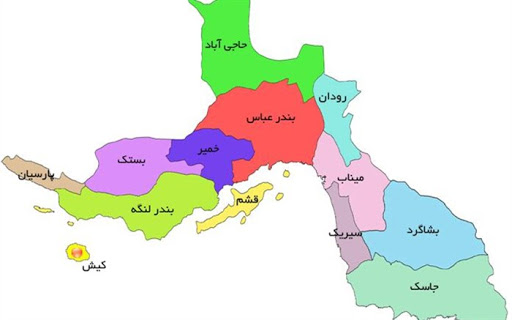 حاجی آباد
رودان
بندر عباس
خمیر
بستک
پارسیان
میناب
قشم
بندر لنگه
سیریک
بشاگرد
کیش
جاسک